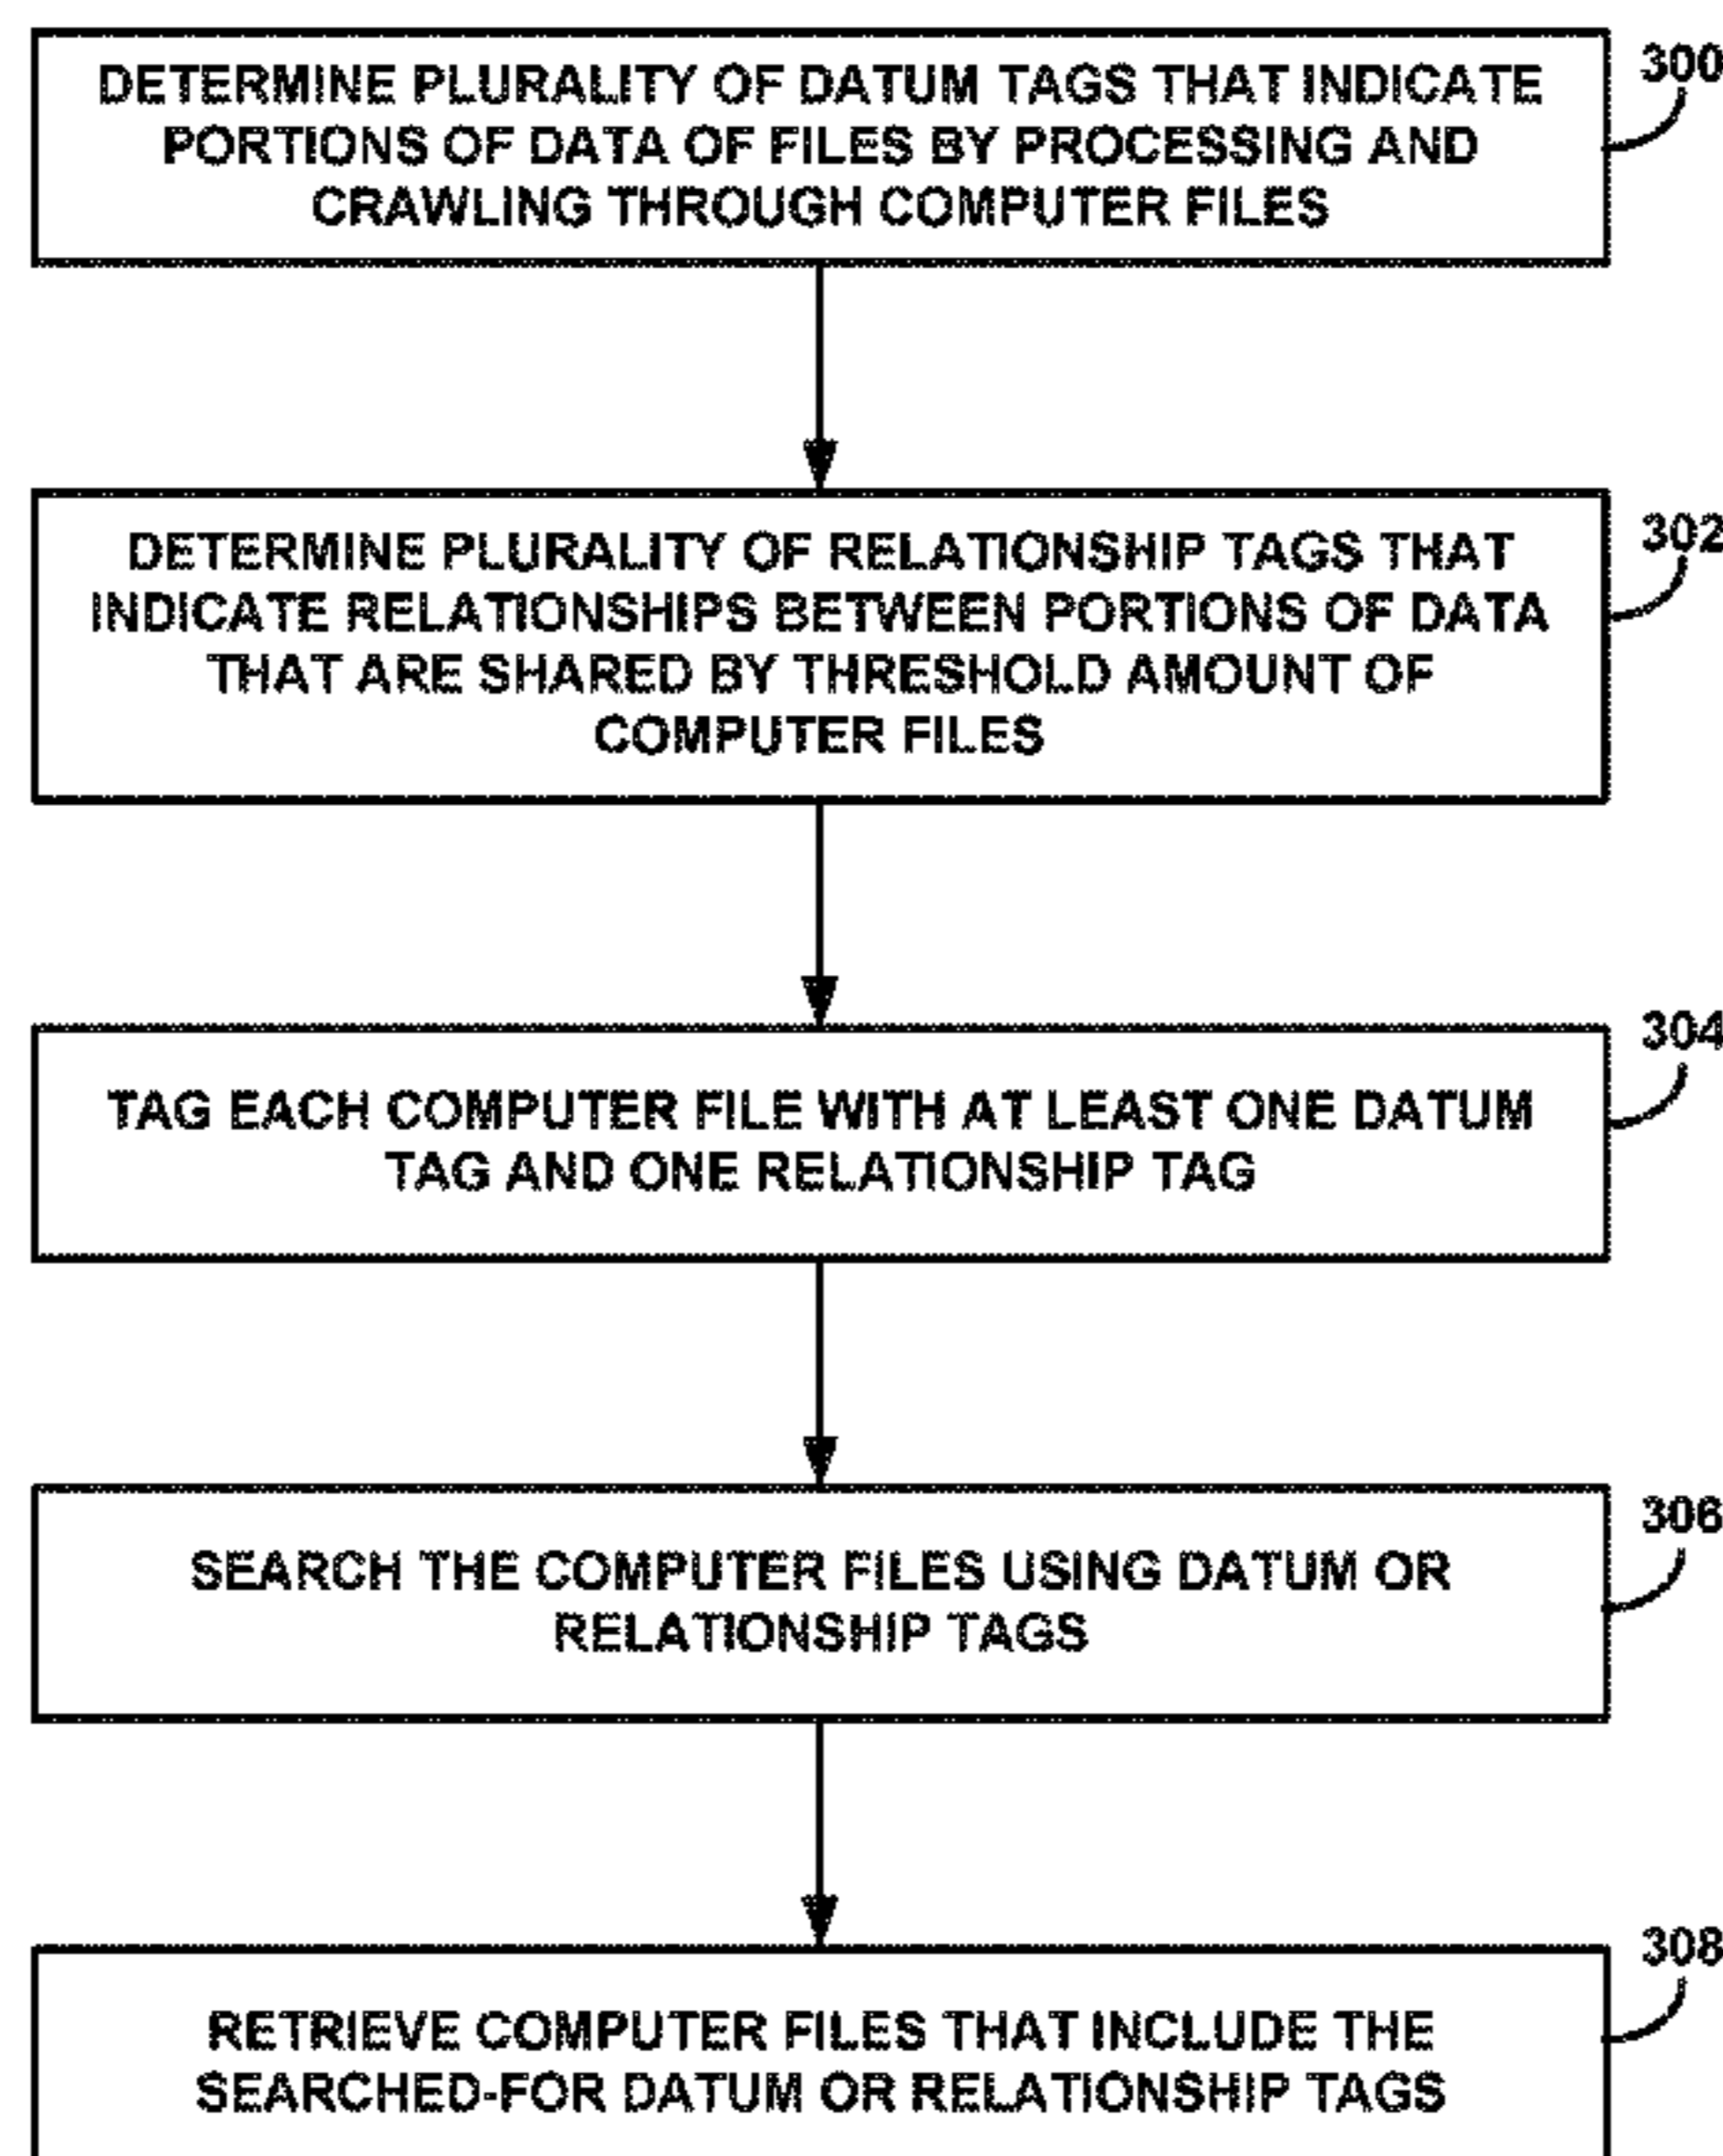 DETERMINE PLURALITY OF DATUM TAGS THAT INDICATE
PORTIONS OF DATA OF FILES BY PROCESSING AND
CRAWLING THROUGH COMPUTER FILES
300
DETERMINE PLURALITY OF RELATIONSHIP TAGS THAT
INDICATE RELATIONSHIPS BETWEEN PORTIONS OF DATA
THAT ARE SHARED BY THRESHOLD AMOUNT OF
COMPUTER FILES
302
TAG EACH COMPUTER FILE WITH AT LEAST ONE DATUM
TAG AND ONE RELATIONSHIP TAG
304
SEARCH THE COMPUTER FILES USING DATUM OR
RELATIONSHIP TAGS
306
RETRIEVE COMPUTER FILES THAT INCLUDE THE
SEARCHED-FOR DATUM OR RELATIONSHIP TAGS
308